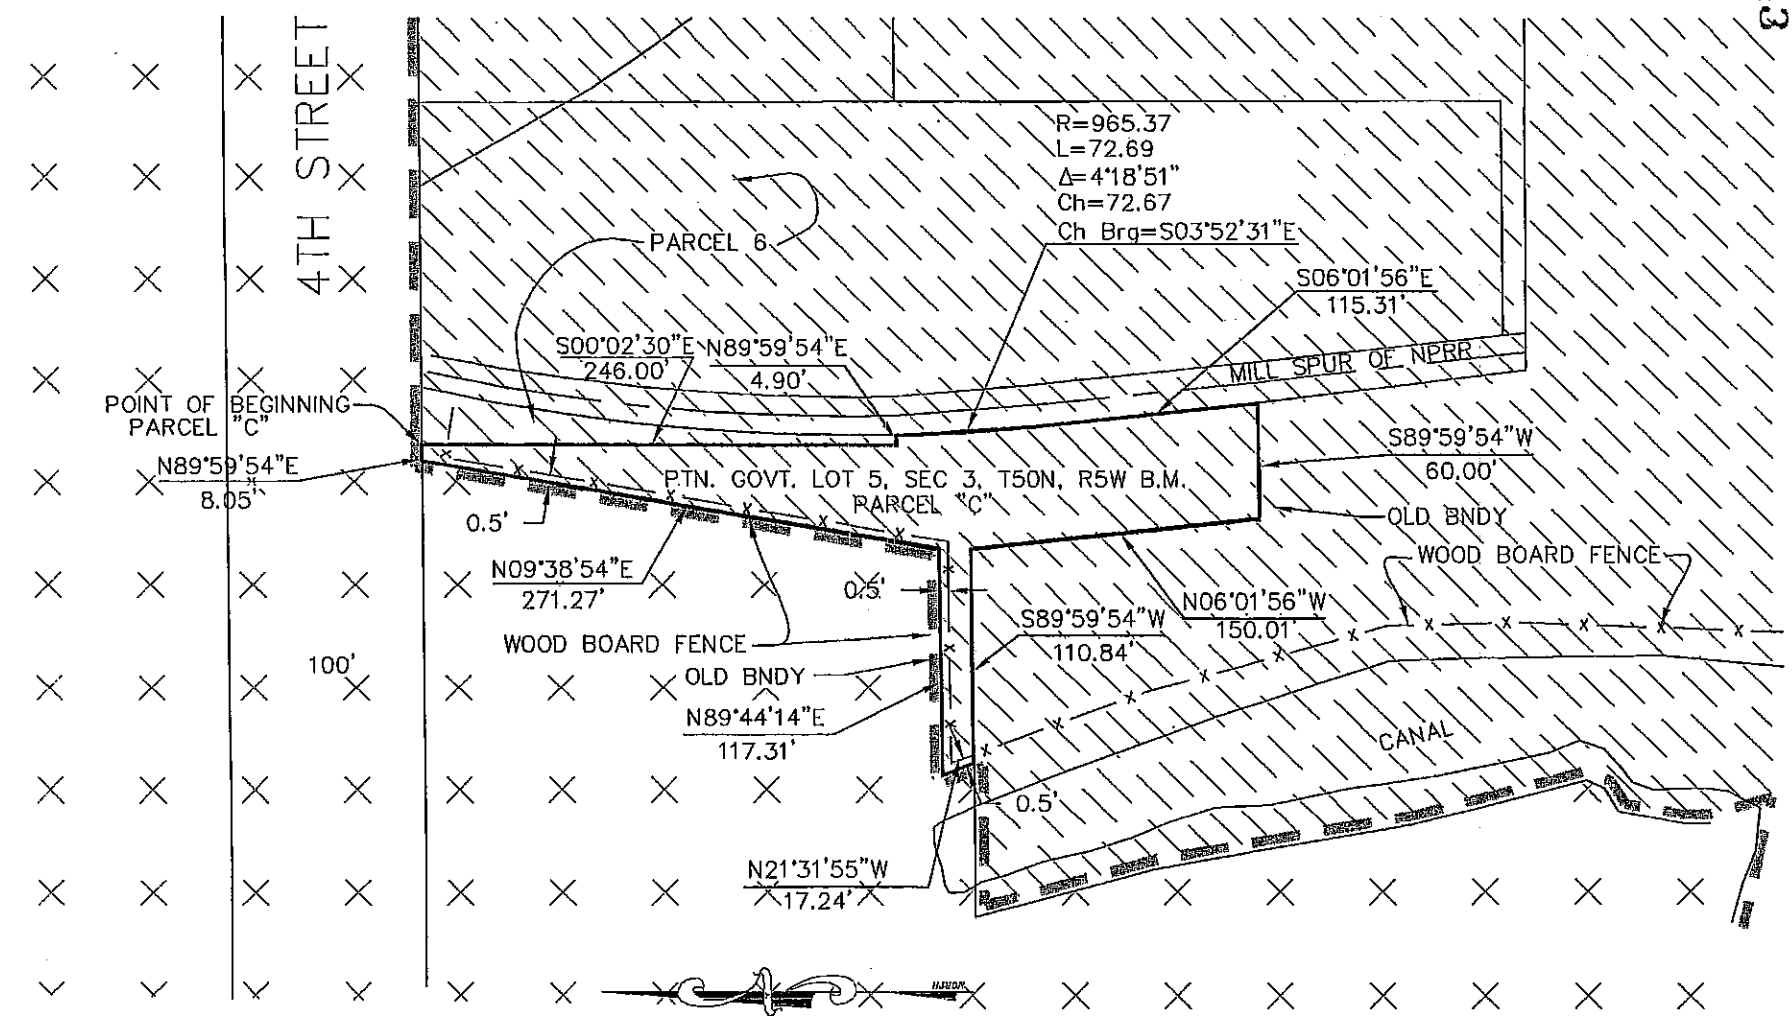 3
4TH STREET
R=965.37
L=72.69
Δ=4°18'51"
Ch=72.67
Ch Brg=S03°52'31"E
PARCEL 6
S06°01'56"E
115.31'
S00°02'30"E
246.00'
N89°59'54"E
4.90'
MILL SPUR OF NPRR
POINT OF BEGINNING
PARCEL "C"
N89°59'54"E
8.05'
S89°59'54"W
60.00'
PTN. GOVT. LOT 5, SEC 3, T50N, R5W B.M.
PARCEL "C"
0.5'
OLD BNDY
WOOD BOARD FENCE
N09°38'54"E
271.27'
0.5'
N06°01'56"W
150.01'
S89°59'54"W
110.84'
WOOD BOARD FENCE
100'
OLD BNDY
N89°44'14"E
117.31'
CANAL
0.5'
N21°31'55"W
17.24'
NORTH